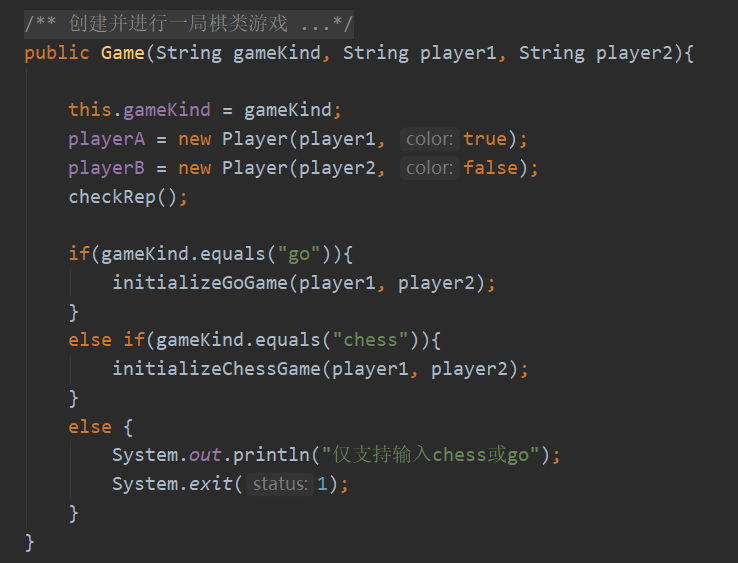 /** 创建并进行一局棋类游戏 ...*/
public Game(String gameKind, String player1, String player2){
this.gameKind = gameKind;
playerA = new Player(player1, color: true);
playerB = new Player(player2, color: false);
checkRep();
if(gameKind.equals("go")){
initializeGoGame(player1, player2);
}
else if(gameKind.equals("chess")){
initializeChessGame(player1, player2);
}
else {
System.out.println("仅支持输入chess或go");
System.exit( status: 1);
}
}